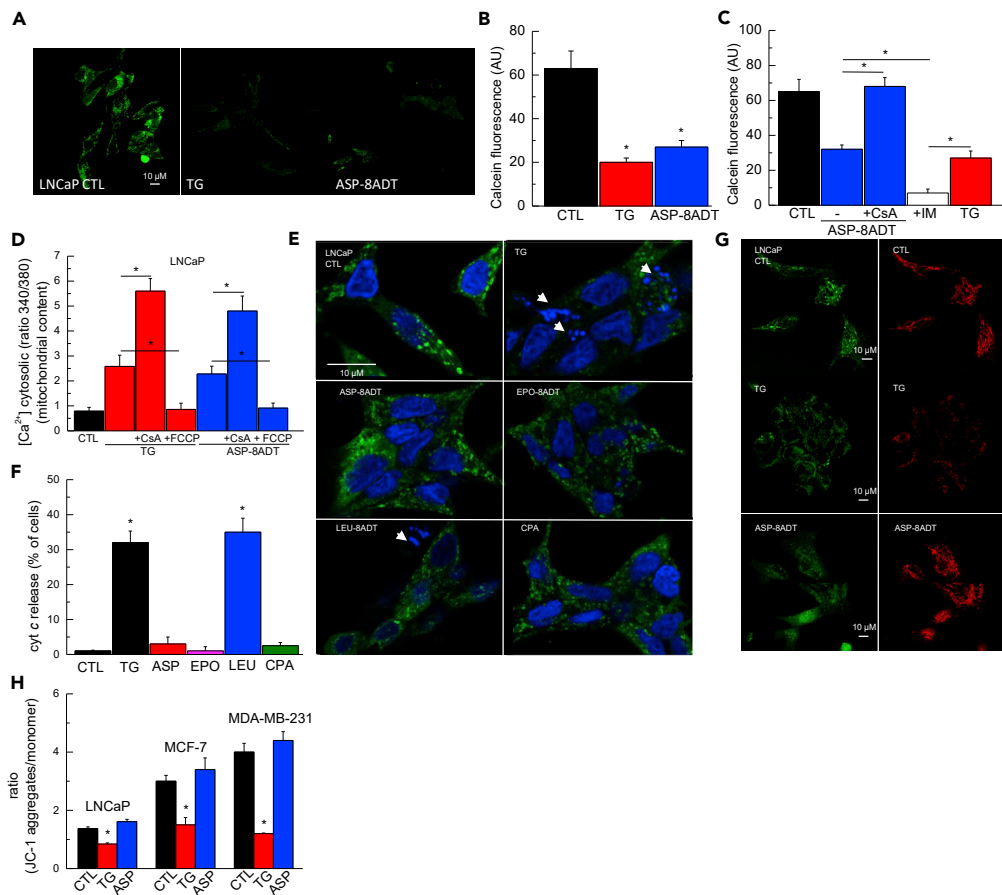 A
LNCaP CTL
10 µM
TG
ASP-8ADT
B
Calcein fluorescence (AU)
80
60
40
20
0
*
*
CTL
TG
ASP-8ADT
C
Calcein fluorescence (AU)
100
80
60
40
20
0
*
*
*
CTL
-
+CsA
+IM
TG
ASP-8ADT
D
[Ca2+] cytosolic (ratio 340/380)
(mitochondrial content)
LNCaP
7
6
5
4
3
2
1
0
*
*
*
*
CTL
+CsA +FCCP
+CsA + FCCP
TG
ASP-8ADT
E
LNCaP
CTL
10 µM
TG
ASP-8ADT
EPO-8ADT
LEU-8ADT
CPA
F
cyt c release (% of cells)
50
40
30
20
10
0
*
*
CTL
TG
ASP
EPO
LEU
CPA
G
LNCaP
CTL
10 µM
CTL
10 µM
TG
10 µM
TG
10 µM
ASP-8ADT
10 µM
ASP-8ADT
10 µM
H
ratio
(JC-1 aggregates/monomer)
6
4
2
0
LNCaP
MCF-7
MDA-MB-231
*
*
*
CTL
TG
ASP
CTL
TG
ASP
CTL
TG
ASP